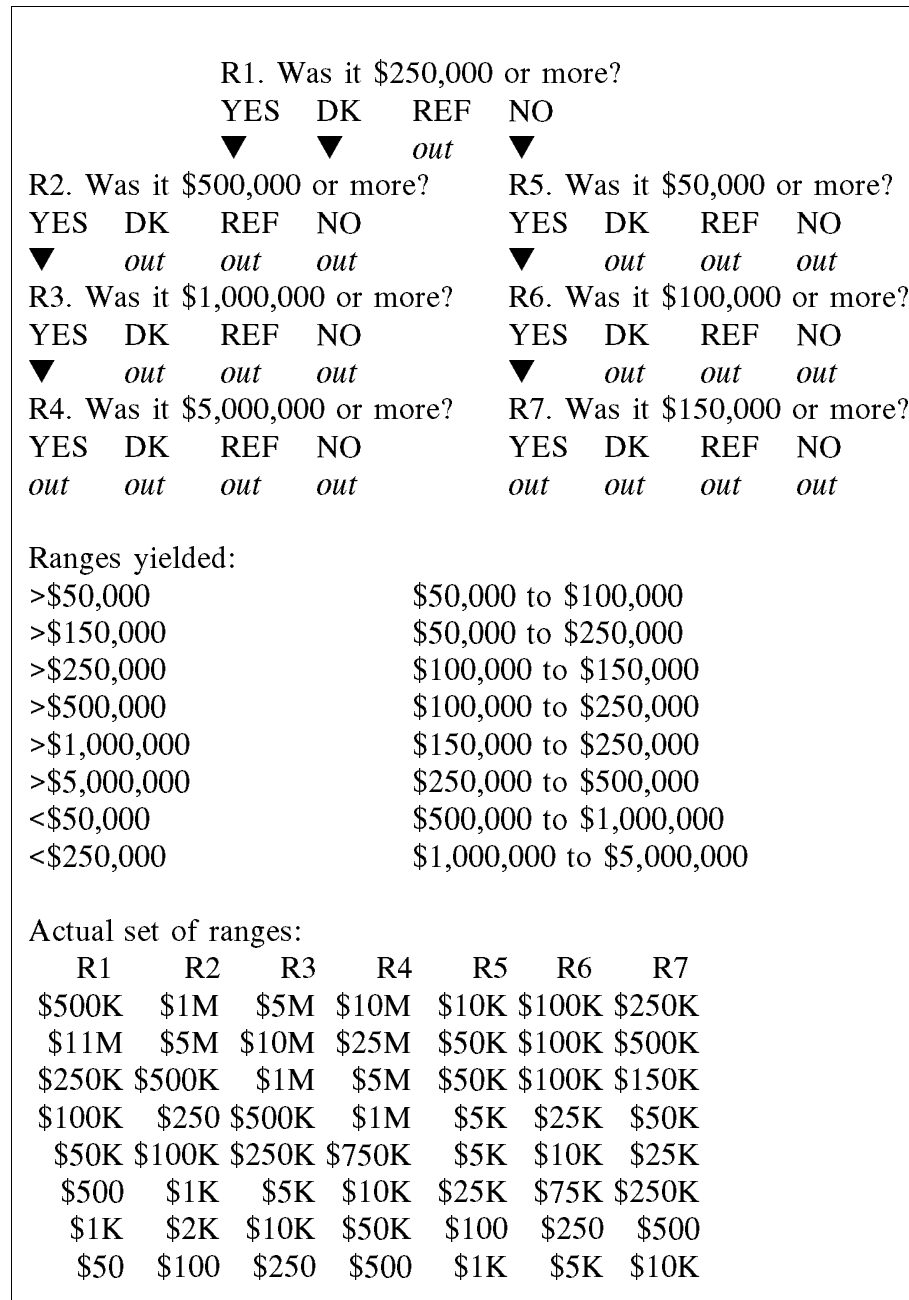 R1. Was it $250,000 or more?
YES DK REF NO
▼ ▼ out ▼
R2. Was it $500,000 or more? R5. Was it $50,000 or more?
YES DK REF NO YES DK REF NO
▼ out out out ▼ out out out
R3. Was it $1,000,000 or more? R6. Was it $100,000 or more?
YES DK REF NO YES DK REF NO
▼ out out out ▼ out out out
R4. Was it $5,000,000 or more? R7. Was it $150,000 or more?
YES DK REF NO YES DK REF NO
out out out out out out out out
Ranges yielded:
>$50,000 $50,000 to $100,000
>$150,000 $50,000 to $250,000
>$250,000 $100,000 to $150,000
>$500,000 $100,000 to $250,000
>$1,000,000 $150,000 to $250,000
>$5,000,000 $250,000 to $500,000
<$50,000 $500,000 to $1,000,000
<$250,000 $1,000,000 to $5,000,000
Actual set of ranges:
R1 R2 R3 R4 R5 R6 R7
$500K $1M $5M $10M $10K $100K $250K
$11M $5M $10M $25M $50K $100K $500K
$250K $500K $1M $5M $50K $100K $150K
$100K $250 $500K $1M $5K $25K $50K
$50K $100K $250K $750K $5K $10K $25K
$500 $1K $5K $10K $25K $75K $250K
$1K $2K $10K $50K $100 $250 $500
$50 $100 $250 $500 $1K $5K $10K